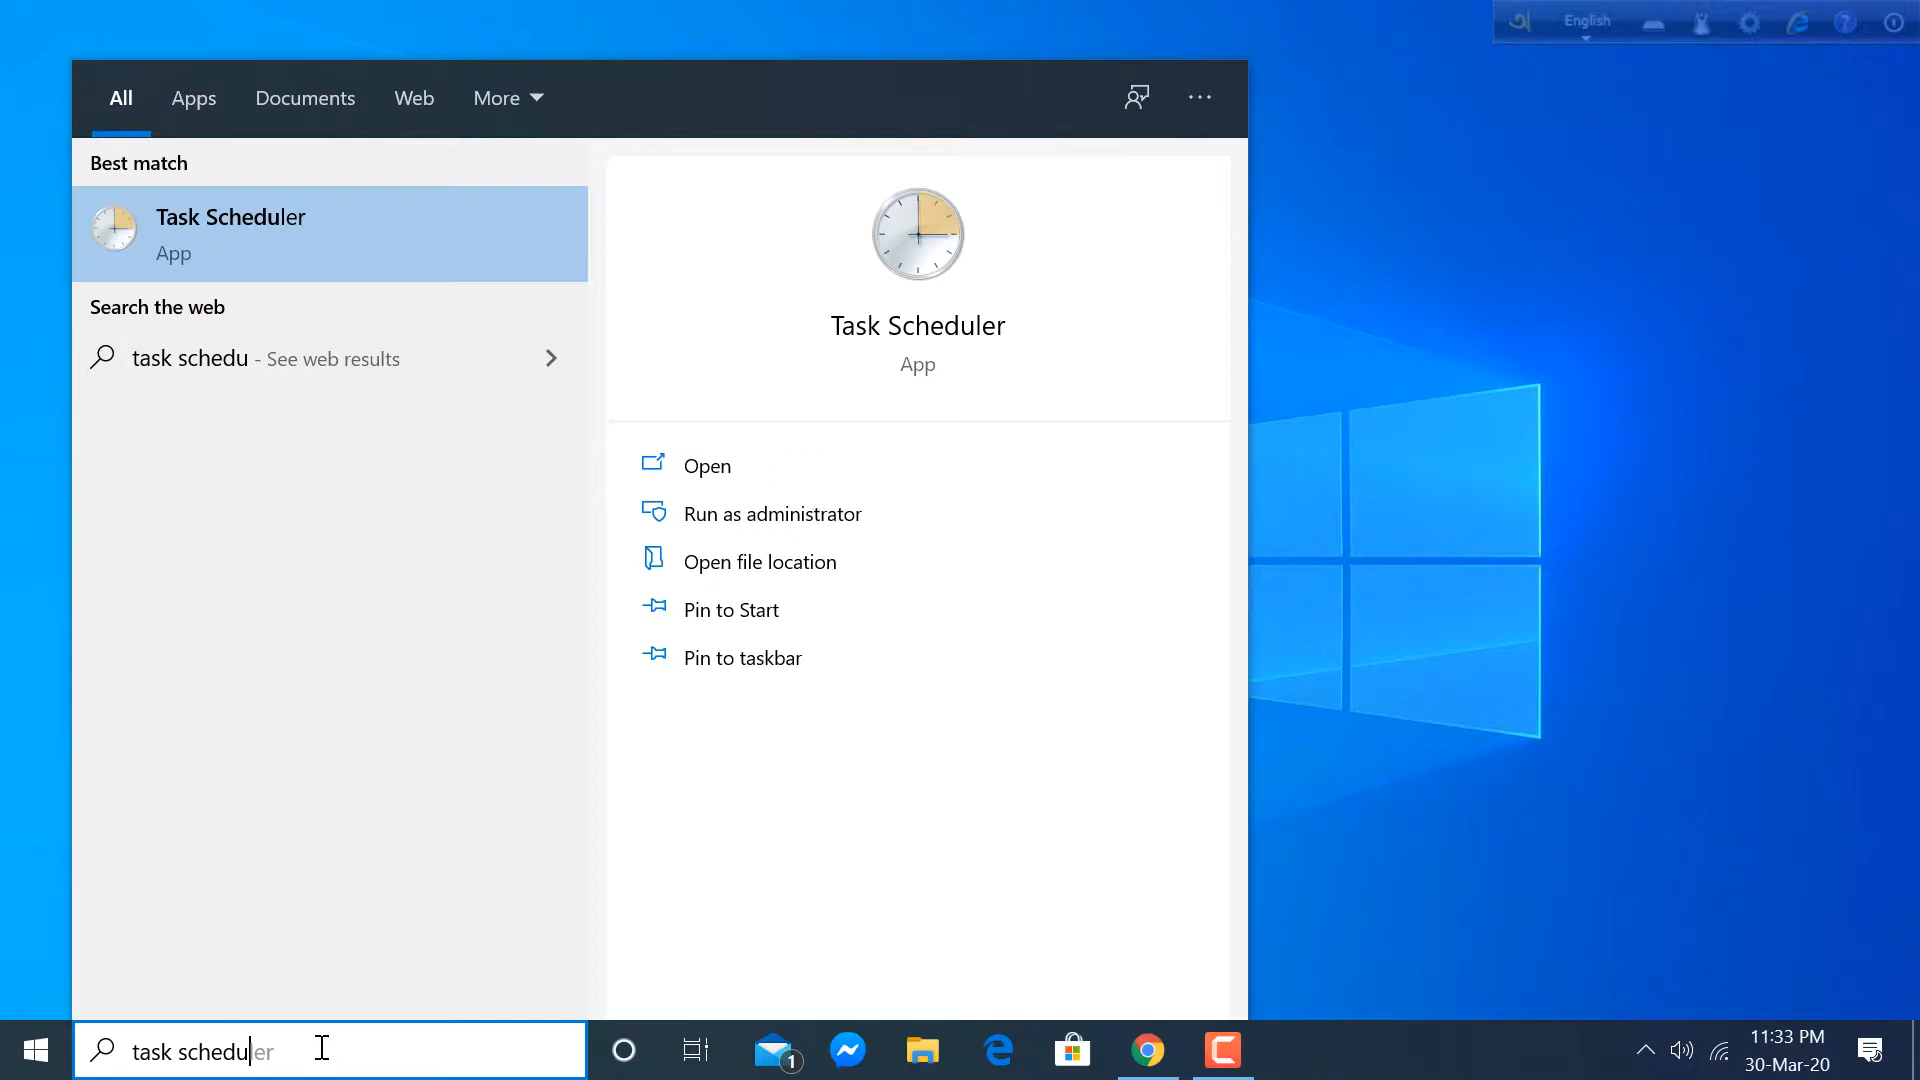 English
All Apps Documents Web More
Best match
Task Scheduler
App
Search the web
task schedu - See web results
Task Scheduler
App
Open
Run as administrator
Open file location
Pin to Start
Pin to taskbar
task scheduler
1
11:33 PM
30-Mar-20